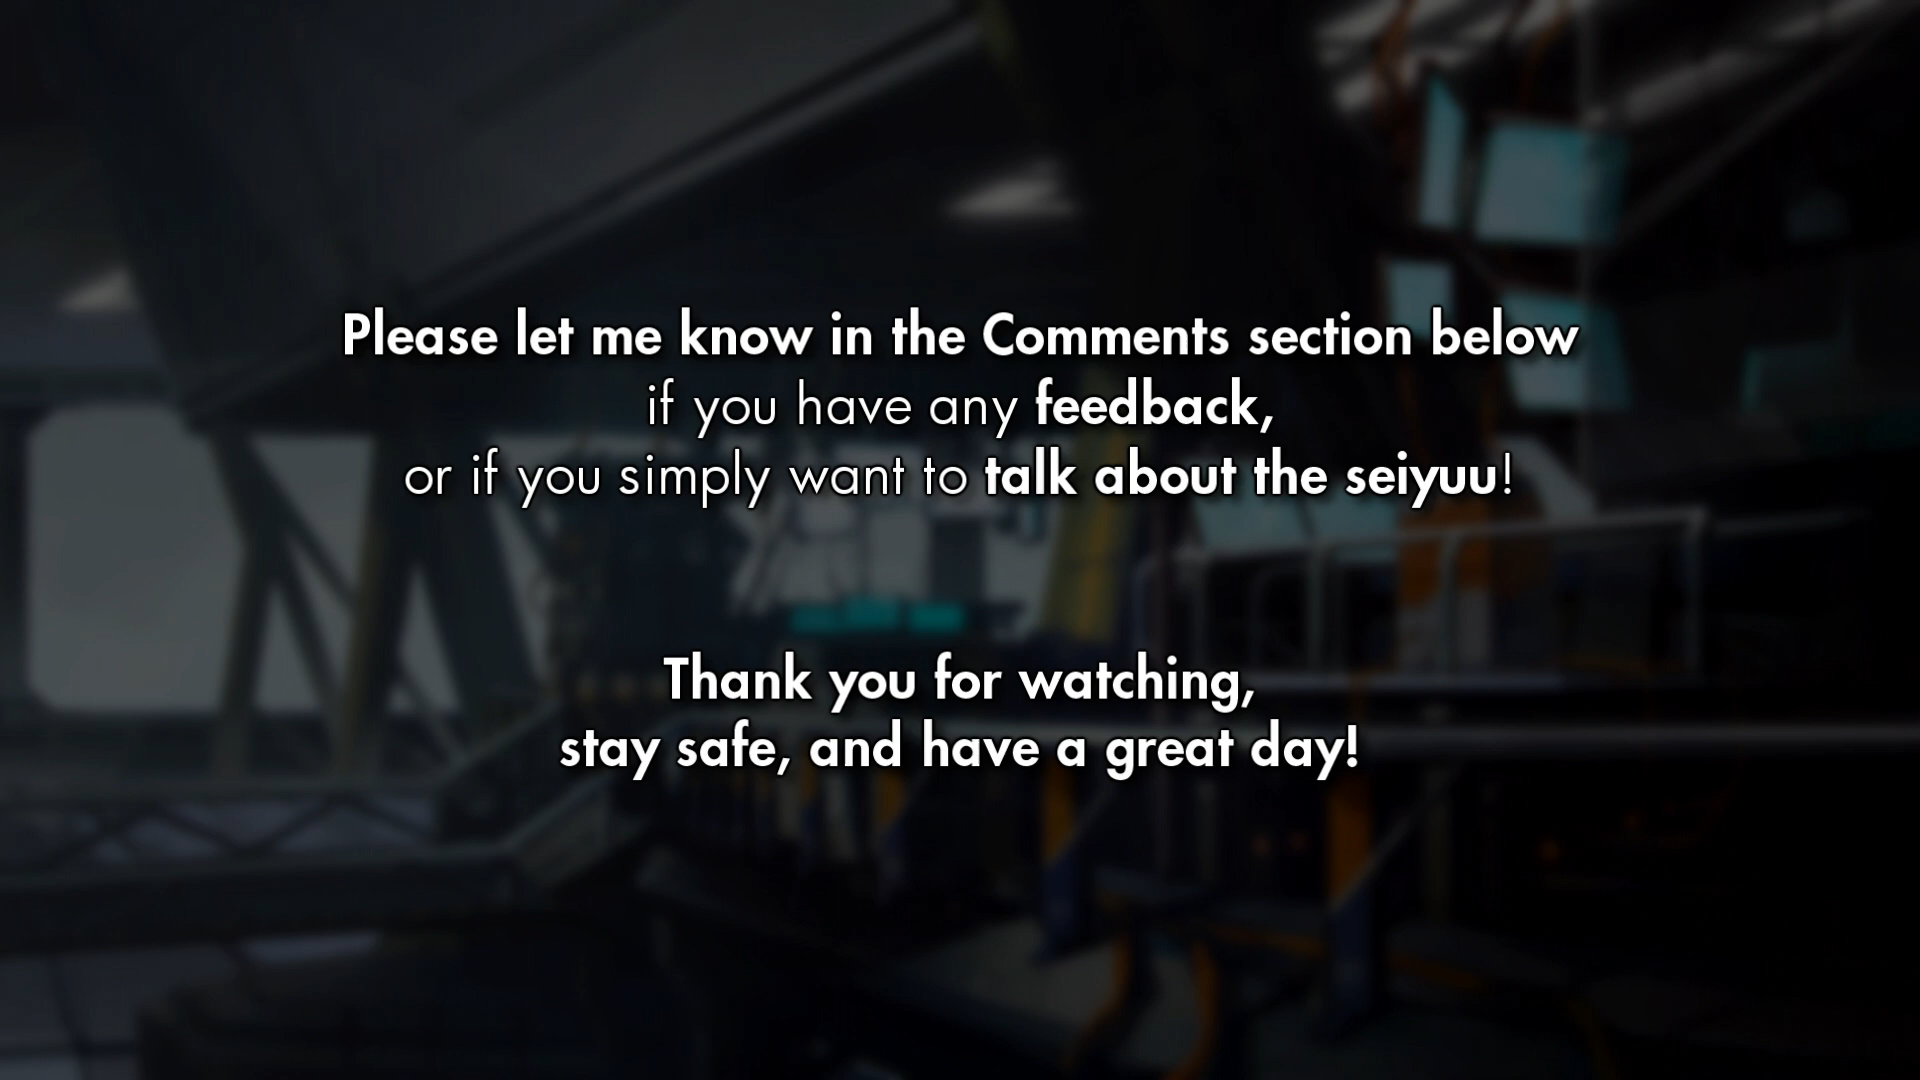 Please let me know in the Comments section below
if you have any feedback,
or if you simply want to talk about the seiyuu!
Thank you for watching,
stay safe, and have a great day!